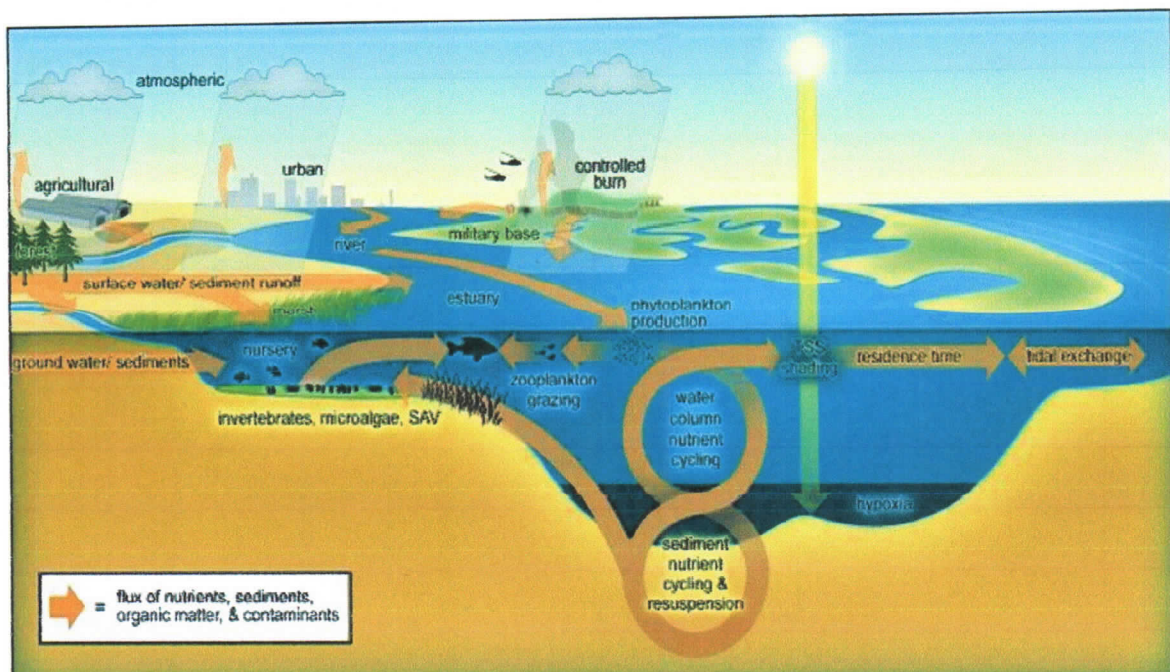 atmospheric
agricultural
urban
controlled
burn
forest
river
military base
surface water/ sediment runoff
marsh
estuary
phytoplankton
production
ground water/ sediments
nursery
zooplankton
grazing
TSS
shading
residence time
tidal exchange
invertebrates, microalgae, SAV
water
column
nutrient
cycling
hypoxia
sediment
nutrient
cycling &
resuspension
= flux of nutrients, sediments,
organic matter, & contaminants